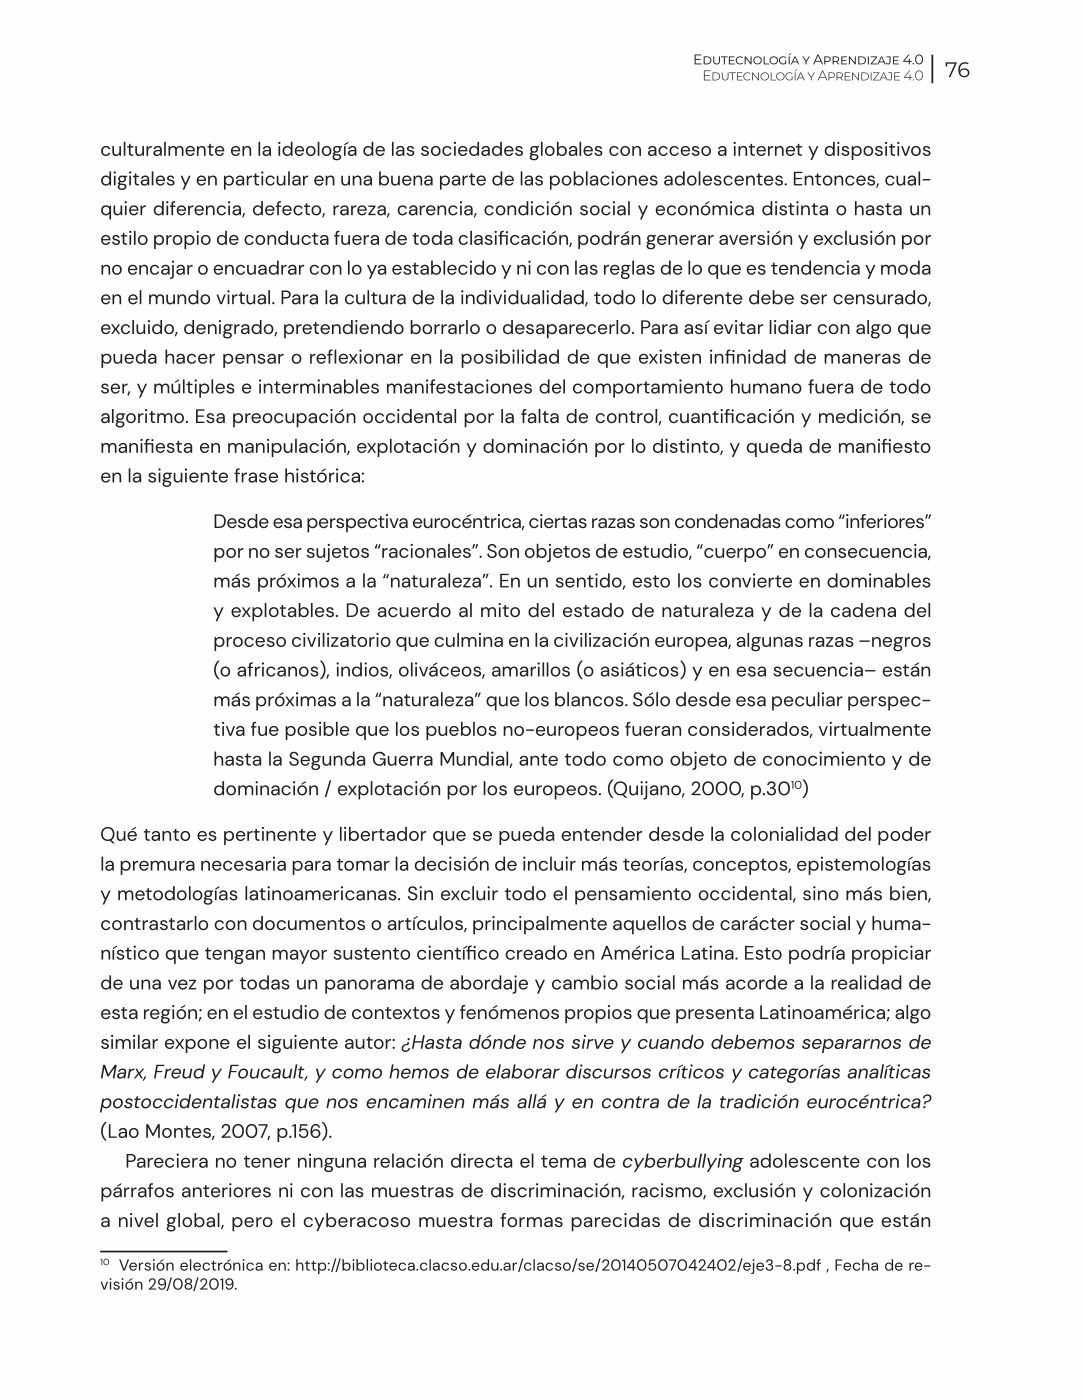 Edutecnología y Aprendizaje 4.0
Edutecnología y Aprendizaje 4.0
76
culturalmente en la ideología de las sociedades globales con acceso a internet y dispositivos
digitales y en particular en una buena parte de las poblaciones adolescentes. Entonces, cual-
quier diferencia, defecto, rareza, carencia, condición social y económica distinta o hasta un
estilo propio de conducta fuera de toda clasificación, podrán generar aversión y exclusión por
no encajar o encuadrar con lo ya establecido y ni con las reglas de lo que es tendencia y moda
en el mundo virtual. Para la cultura de la individualidad, todo lo diferente debe ser censurado,
excluido, denigrado, pretendiendo borrarlo o desaparecerlo. Para así evitar lidiar con algo que
pueda hacer pensar o reflexionar en la posibilidad de que existen infinidad de maneras de
ser, y múltiples e interminables manifestaciones del comportamiento humano fuera de todo
algoritmo. Esa preocupación occidental por la falta de control, cuantificación y medición, se
manifiesta en manipulación, explotación y dominación por lo distinto, y queda de manifiesto
en la siguiente frase histórica:
Desde esa perspectiva eurocéntrica, ciertas razas son condenadas como “inferiores”
por no ser sujetos “racionales”. Son objetos de estudio, “cuerpo” en consecuencia,
más próximos a la “naturaleza”. En un sentido, esto los convierte en dominables
y explotables. De acuerdo al mito del estado de naturaleza y de la cadena del
proceso civilizatorio que culmina en la civilización europea, algunas razas –negros
(o africanos), indios, oliváceos, amarillos (o asiáticos) y en esa secuencia– están
más próximas a la “naturaleza” que los blancos. Sólo desde esa peculiar perspec-
tiva fue posible que los pueblos no-europeos fueran considerados, virtualmente
hasta la Segunda Guerra Mundial, ante todo como objeto de conocimiento y de
dominación / explotación por los europeos. (Quijano, 2000, p.30¹⁰)
Qué tanto es pertinente y libertador que se pueda entender desde la colonialidad del poder
la premura necesaria para tomar la decisión de incluir más teorías, conceptos, epistemologías
y metodologías latinoamericanas. Sin excluir todo el pensamiento occidental, sino más bien,
contrastarlo con documentos o artículos, principalmente aquellos de carácter social y huma-
nístico que tengan mayor sustento científico creado en América Latina. Esto podría propiciar
de una vez por todas un panorama de abordaje y cambio social más acorde a la realidad de
esta región; en el estudio de contextos y fenómenos propios que presenta Latinoamérica; algo
similar expone el siguiente autor: ¿Hasta dónde nos sirve y cuando debemos separarnos de
Marx, Freud y Foucault, y como hemos de elaborar discursos críticos y categorías analíticas
postoccidentalistas que nos encaminen más allá y en contra de la tradición eurocéntrica?
(Lao Montes, 2007, p.156).
Pareciera no tener ninguna relación directa el tema de cyberbullying adolescente con los
párrafos anteriores ni con las muestras de discriminación, racismo, exclusión y colonización
a nivel global, pero el cyberacoso muestra formas parecidas de discriminación que están
¹⁰ Versión electrónica en: http://biblioteca.clacso.edu.ar/clacso/se/20140507042402/eje3-8.pdf , Fecha de re-
visión 29/08/2019.